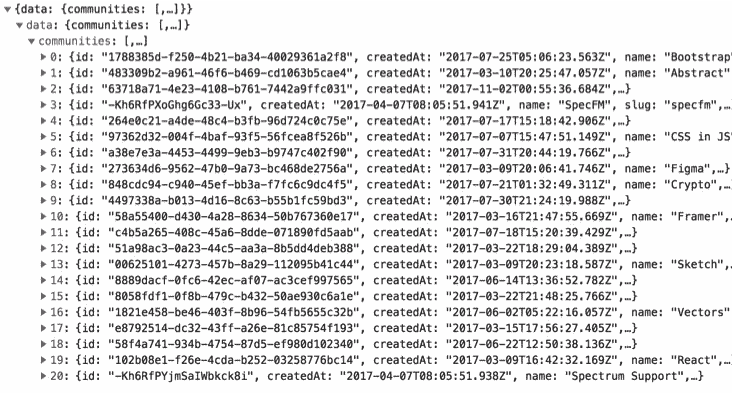 ▼{data: {communities: [,…]}}
▼data: {communities: [,…]}
▼communities: [,…]
▶0: {id: "1788385d-f250-4b21-ba34-40029361a2f8", createdAt: "2017-07-25T05:06:23.563Z", name: "Bootstrap"
▶1: {id: "483309b2-a961-46f6-b469-cd1063b5cae4", createdAt: "2017-03-10T20:25:47.057Z", name: "Abstract"
▶2: {id: "63718a71-4e23-4108-b761-7442a9ffc031", createdAt: "2017-11-02T00:55:36.684Z",…}
▶3: {id: "-Kh6RfPXoGhg6Gc33-Ux", createdAt: "2017-04-07T08:05:51.941Z", name: "SpecFM", slug: "specfm",…
▶4: {id: "264e0c21-a4de-48c4-b3fb-96d724c0c75e", createdAt: "2017-07-17T15:18:42.906Z",…}
▶5: {id: "97362d32-004f-4baf-93f5-56fcea8f526b", createdAt: "2017-07-07T15:47:51.149Z", name: "CSS in JS"
▶6: {id: "a38e7e3a-4453-4499-9eb3-b9747c402f90", createdAt: "2017-07-31T20:44:19.766Z",…}
▶7: {id: "273634d6-9562-47b0-9a73-bc468de2756a", createdAt: "2017-03-09T20:06:41.746Z", name: "Figma",…}
▶8: {id: "848cdc94-c940-45ef-bb3a-f7fc6c9dc4f5", createdAt: "2017-07-21T01:32:49.311Z", name: "Crypto",…}
▶9: {id: "4497338a-b013-4d16-8c63-b55b1fc59bd3", createdAt: "2017-07-30T21:24:19.988Z",…}
▶10: {id: "58a55400-d430-4a28-8634-50b767360e17", createdAt: "2017-03-16T21:47:55.669Z", name: "Framer",…
▶11: {id: "c4b5a265-408c-45a6-8dde-071890fd5aab", createdAt: "2017-07-18T15:20:39.429Z",…}
▶12: {id: "51a98ac3-0a23-44c5-aa3a-8b5dd4deb388", createdAt: "2017-03-22T18:29:04.389Z",…}
▶13: {id: "00625101-4273-457b-8a29-112095b41c44", createdAt: "2017-03-09T20:23:18.587Z", name: "Sketch",…
▶14: {id: "8889dacf-0fc6-42ec-af07-ac3cef997565", createdAt: "2017-06-14T13:36:52.782Z",…}
▶15: {id: "8058fdf1-0f8b-479c-b432-50ae930c6a1e", createdAt: "2017-03-22T21:48:25.766Z",…}
▶16: {id: "1821e458-be46-403f-8b96-54fb5655c32b", createdAt: "2017-06-02T05:22:16.057Z", name: "Vectors"
▶17: {id: "e8792514-dc32-43ff-a26e-81c85754f193", createdAt: "2017-03-15T17:56:27.405Z",…}
▶18: {id: "58f4a741-934b-4754-87d5-ef980d102340", createdAt: "2017-06-22T12:50:38.136Z",…}
▶19: {id: "102b08e1-f26e-4cda-b252-03258776bc14", createdAt: "2017-03-09T16:42:32.169Z", name: "React",…}
▶20: {id: "-Kh6RfPYjmSaIWbkck8i", createdAt: "2017-04-07T08:05:51.938Z", name: "Spectrum Support",…}